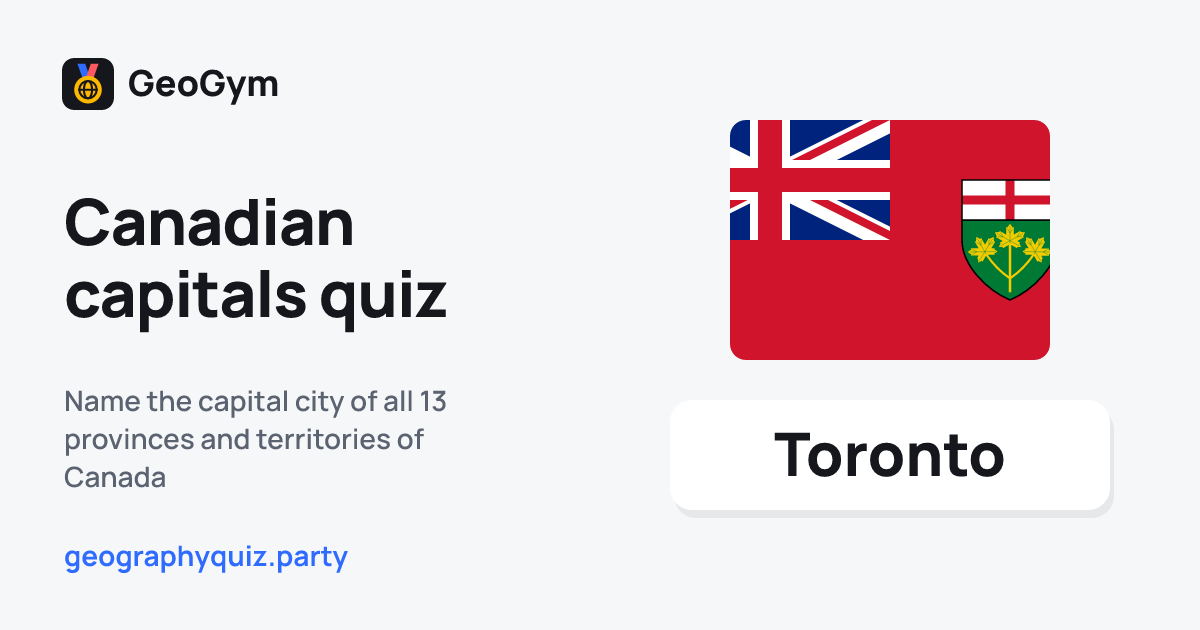 GeoGym
Canadian
capitals quiz
Name the capital city of all 13
provinces and territories of
Canada
geographyquiz.party
Toronto